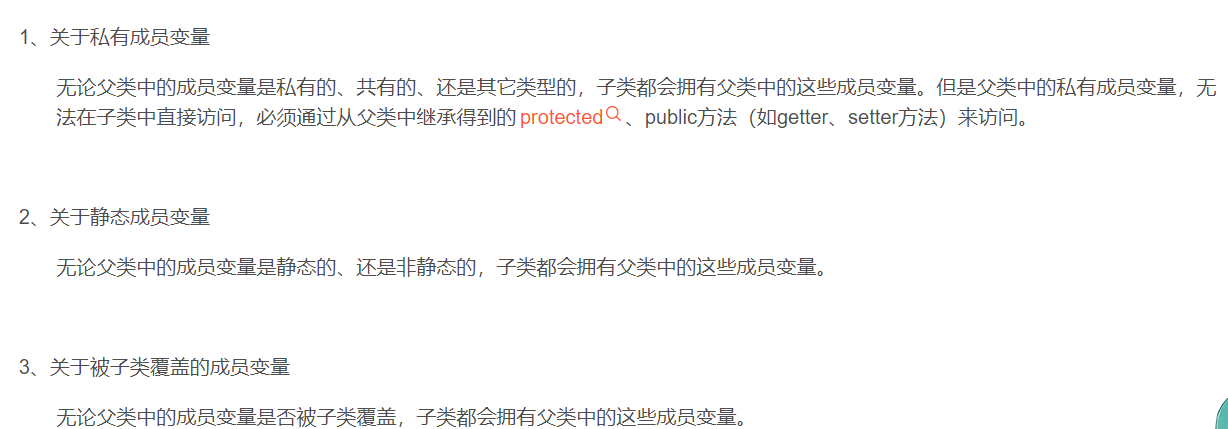 1、关于私有成员变量
无论父类中的成员变量是私有的、共有的、还是其它类型的，子类都会拥有父类中的这些成员变量。但是父类中的私有成员变量，无
法在子类中直接访问，必须通过从父类中继承得到的protected、public方法（如getter、setter方法）来访问。
2、关于静态成员变量
无论父类中的成员变量是静态的、还是非静态的，子类都会拥有父类中的这些成员变量。
3、关于被子类覆盖的成员变量
无论父类中的成员变量是否被子类覆盖，子类都会拥有父类中的这些成员变量。